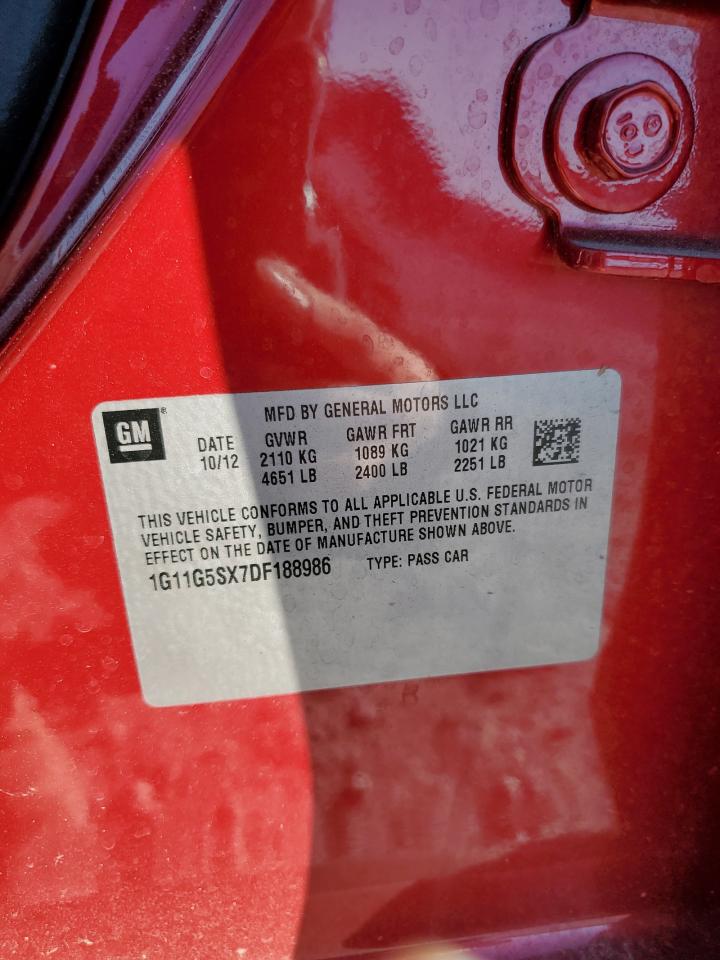 MFD BY GENERAL MOTORS LLC
GM®
DATE GVWR GAWR FRT GAWR RR
10/12 2110 KG 1089 KG 1021 KG
4651 LB 2400 LB 2251 LB
THIS VEHICLE CONFORMS TO ALL APPLICABLE U.S. FEDERAL MOTOR
VEHICLE SAFETY, BUMPER, AND THEFT PREVENTION STANDARDS IN
EFFECT ON THE DATE OF MANUFACTURE SHOWN ABOVE.
1G11G5SX7DF188986 TYPE: PASS CAR